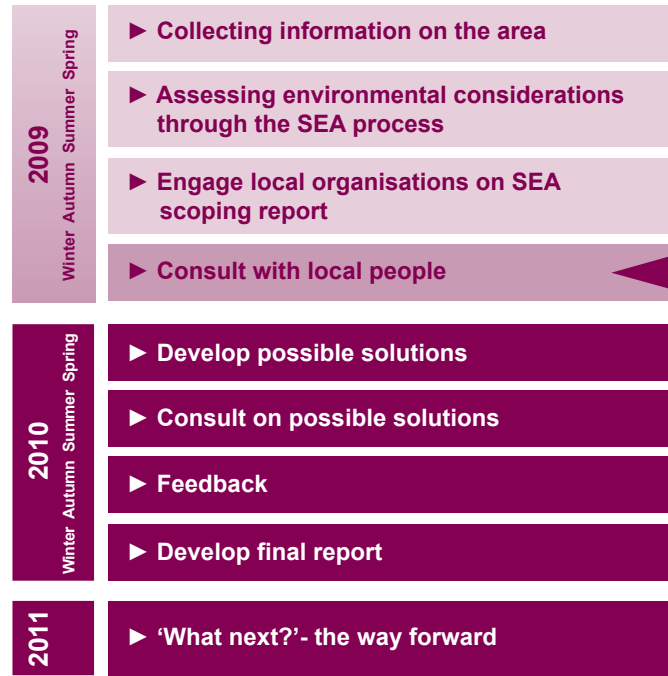 2009
Winter Autumn Summer Spring
► Collecting information on the area
► Assessing environmental considerations
through the SEA process
► Engage local organisations on SEA
scoping report
► Consult with local people
2010
Winter Autumn Summer Spring
► Develop possible solutions
► Consult on possible solutions
► Feedback
► Develop final report
2011
► ‘What next?’- the way forward